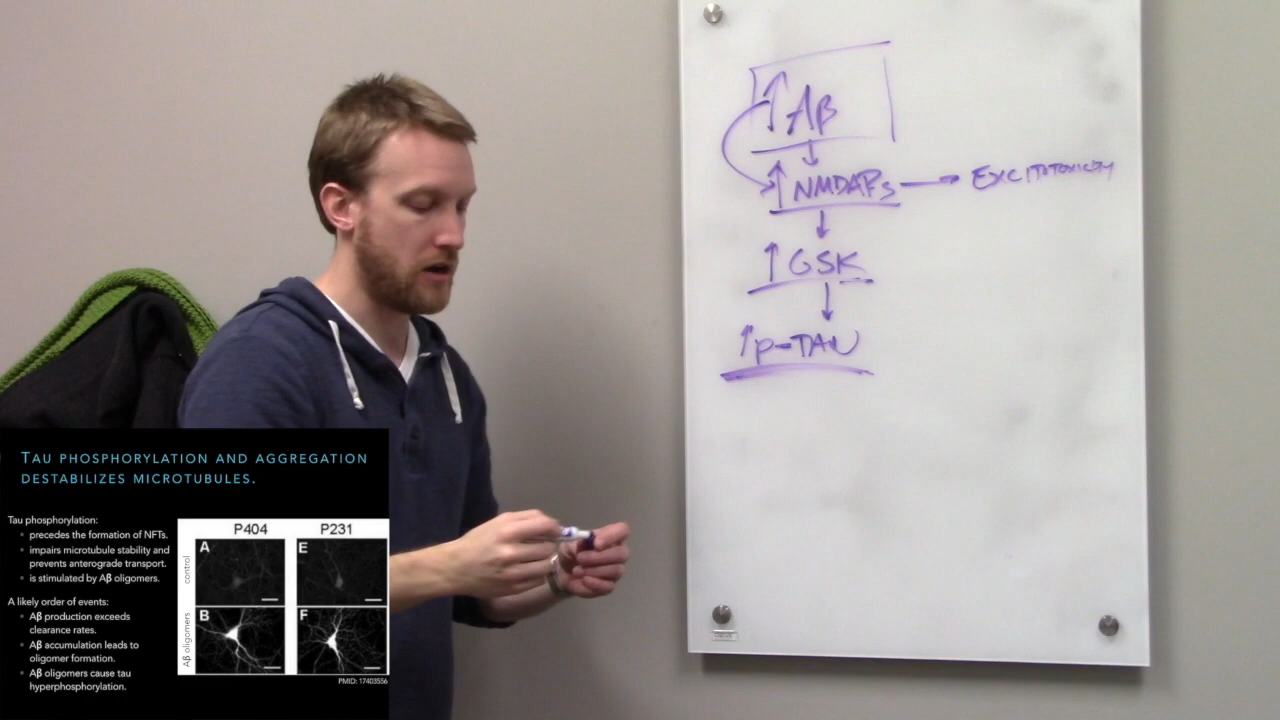 ↑ Aβ
↓
↑ NMDARs → EXCITOTOXICITY
↓
↑ GSK
↓
↑ p-TAU
TAU PHOSPHORYLATION AND AGGREGATION
DESTABILIZES MICROTUBULES.
Tau phosphorylation:
precedes the formation of NFTs.
impairs microtubule stability and
prevents anterograde transport.
is stimulated by Aβ oligomers.
A likely order of events:
Aβ production exceeds
clearance rates.
Aβ accumulation leads to
oligomer formation.
Aβ oligomers cause tau
hyperphosphorylation.
P404 P231
control
A E
Aβ oligomers
B F
PMID: 17403556